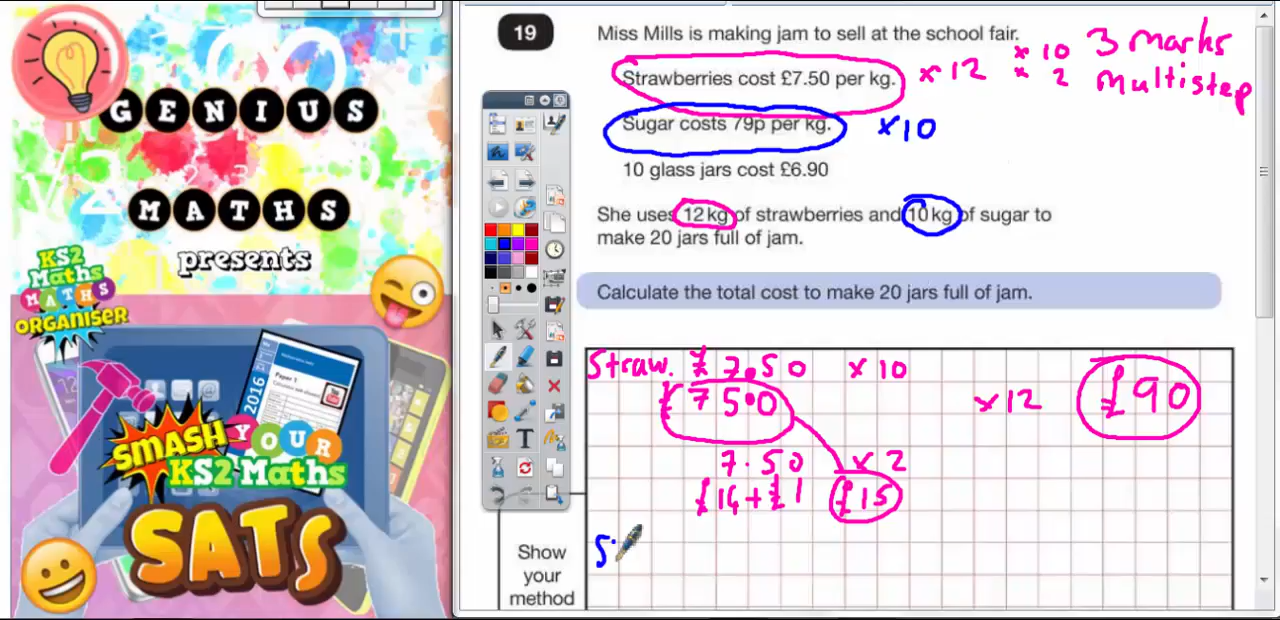 GENIUS
MATHS
presents
KS2
Maths
MATHS
ORGANISER
2016
Paper 1
SMASH YOUR
KS2 Maths
SATS
19
Miss Mills is making jam to sell at the school fair.
Strawberries cost £7.50 per kg.
×12
×10
×2
3 marks
multistep
Sugar costs 79p per kg.
×10
10 glass jars cost £6.90
She uses 12 kg of strawberries and 10 kg of sugar to
make 20 jars full of jam.
Calculate the total cost to make 20 jars full of jam.
Straw. £7.50 ×10
£75.0 ×12 £90
7.50 ×2
£14+£1 £15
Show
your
method